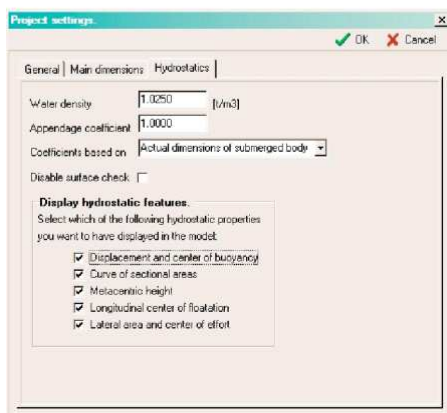 Project settings.
OK Cancel
General Main dimensions Hydrostatics
Water density 1.0250 [t/m3]
Appendage coefficient 1.0000
Coefficients based on Actual dimensions of submerged body
Disable surface check
Display hydrostatic features.
Select which of the following hydrostatic properties
you want to have displayed in the model:
Displacement and center of buoyancy
Curve of sectional areas
Metacentric height
Longitudinal center of floatation
Lateral area and center of effort